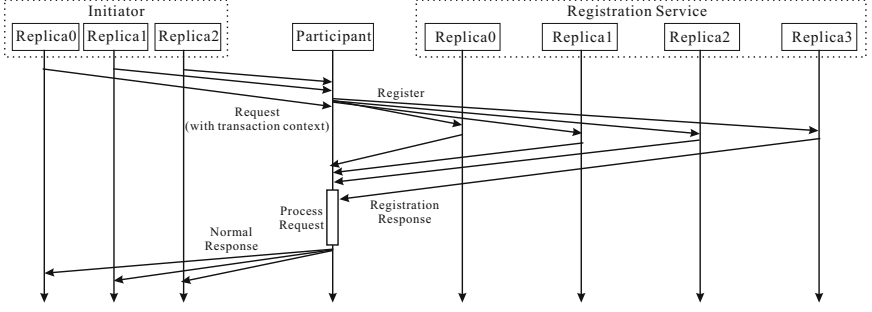 Initiator
Registration Service
Replica0
Replica1
Replica2
Participant
Replica0
Replica1
Replica2
Replica3
Register
Request
(with transaction context)
Process
Request
Registration
Response
Normal
Response